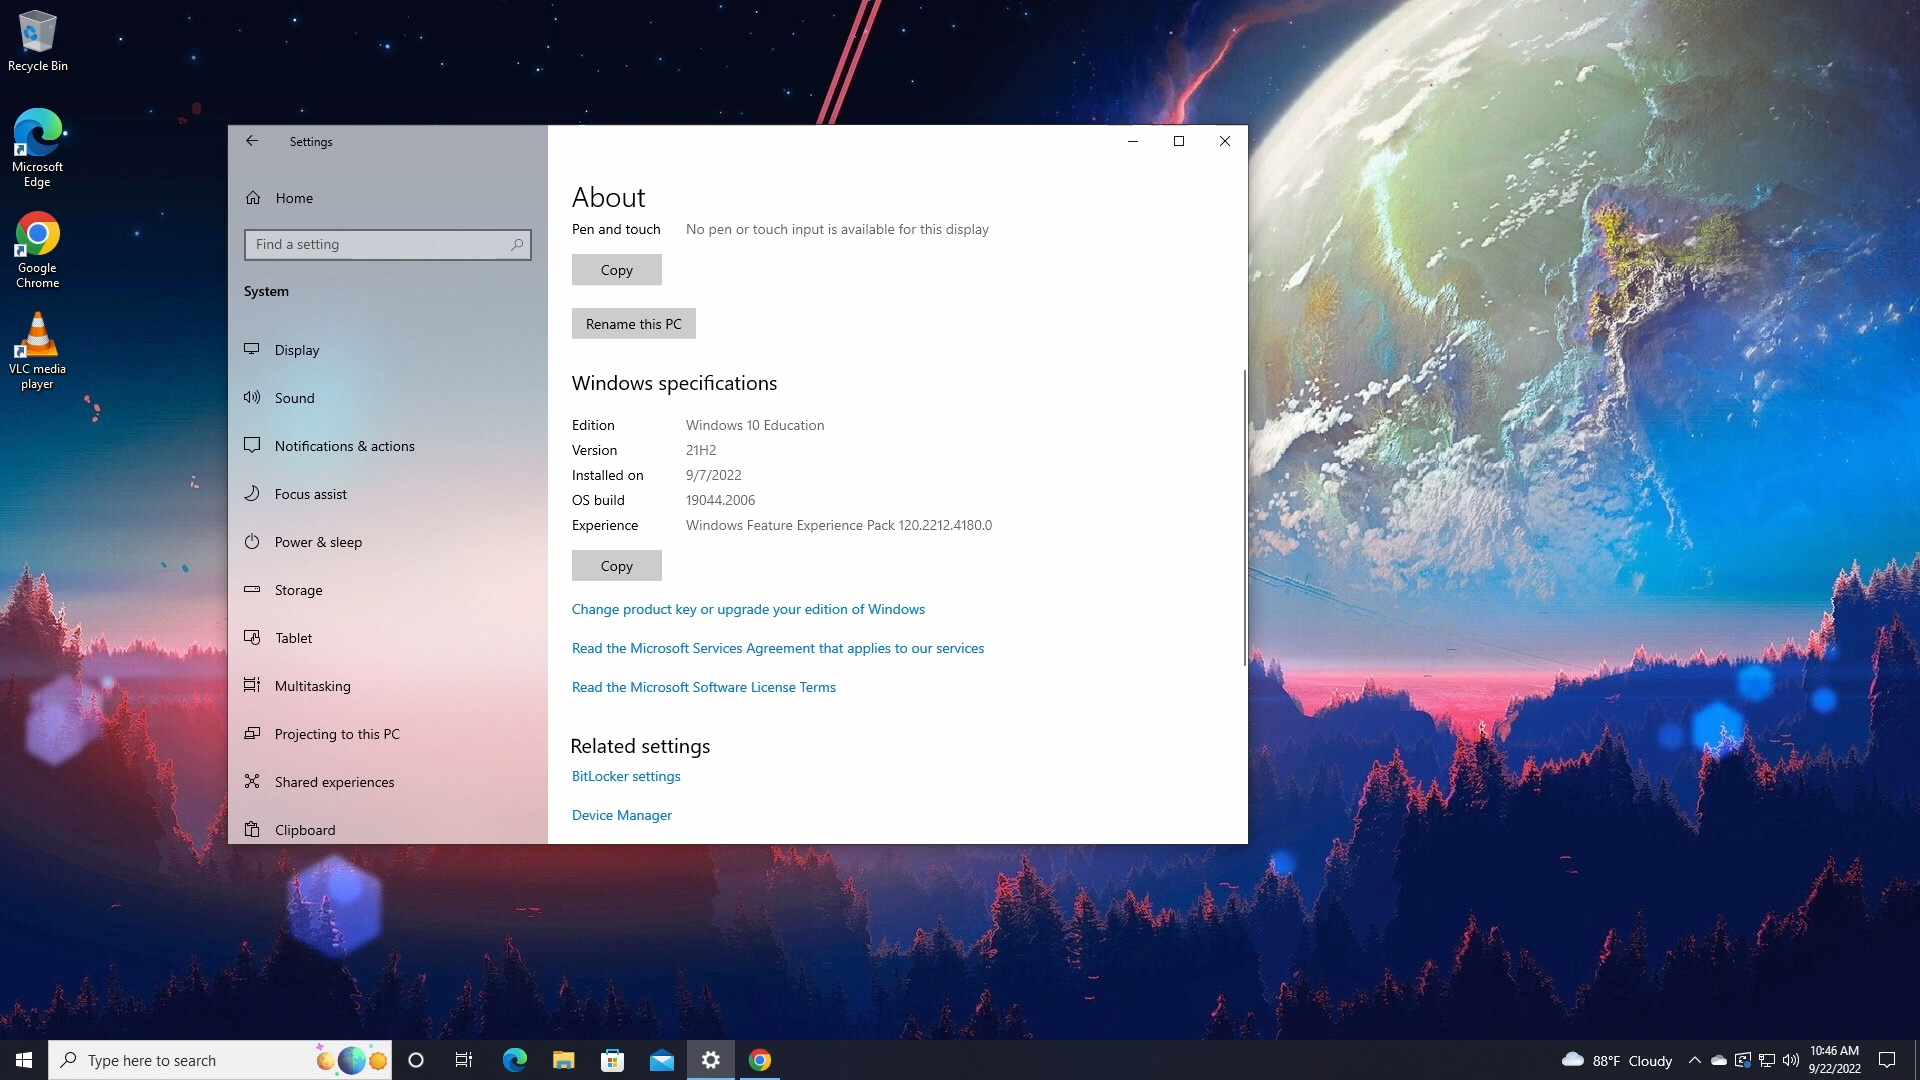 Recycle Bin
Microsoft
Edge
Google
Chrome
VLC media
player
Settings
Home
Find a setting
System
Display
Sound
Notifications & actions
Focus assist
Power & sleep
Storage
Tablet
Multitasking
Projecting to this PC
Shared experiences
Clipboard
About
Pen and touch No pen or touch input is available for this display
Copy
Rename this PC
Windows specifications
Edition Windows 10 Education
Version 21H2
Installed on 9/7/2022
OS build 19044.2006
Experience Windows Feature Experience Pack 120.2212.4180.0
Copy
Change product key or upgrade your edition of Windows
Read the Microsoft Services Agreement that applies to our services
Read the Microsoft Software License Terms
Related settings
BitLocker settings
Device Manager
Type here to search
88°F Cloudy
10:46 AM
9/22/2022